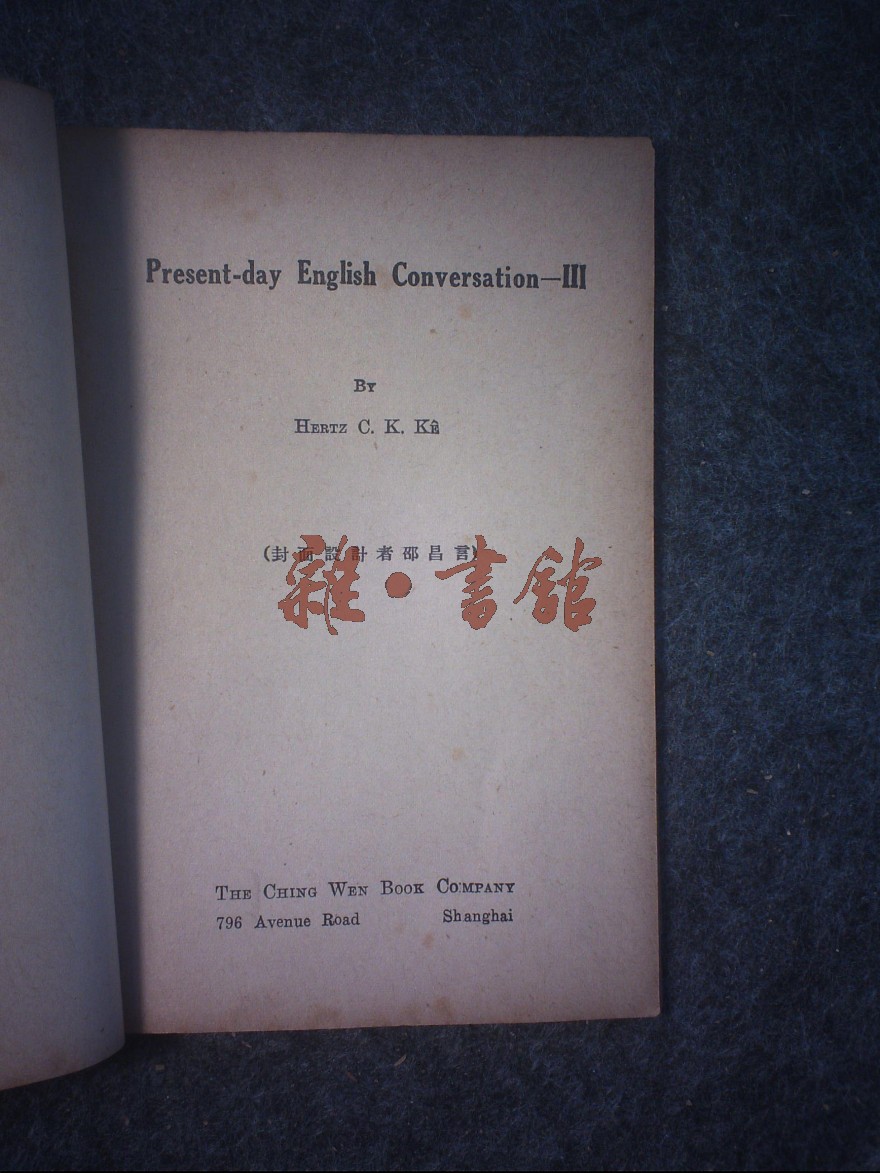 Present-day English Conversation—III
By
Hertz C. K. Kê
(封面設計者邵昌言)
雜·書館
The Ching Wen Book Company
796 Avenue Road Shanghai